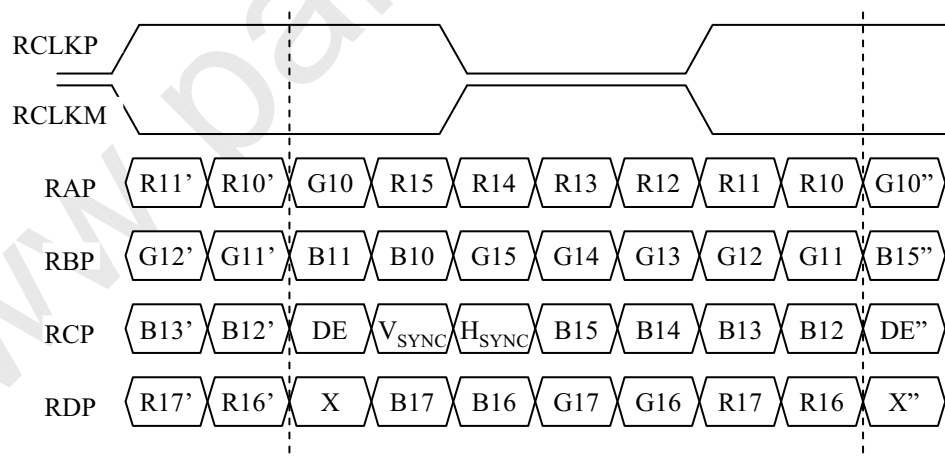 RCLKP
RCLKM
RAP R11’ R10’ G10 R15 R14 R13 R12 R11 R10 G10”
RBP G12’ G11’ B11 B10 G15 G14 G13 G12 G11 B15”
RCP B13’ B12’ DE VSYNC HSYNC B15 B14 B13 B12 DE”
RDP R17’ R16’ X B17 B16 G17 G16 R17 R16 X”